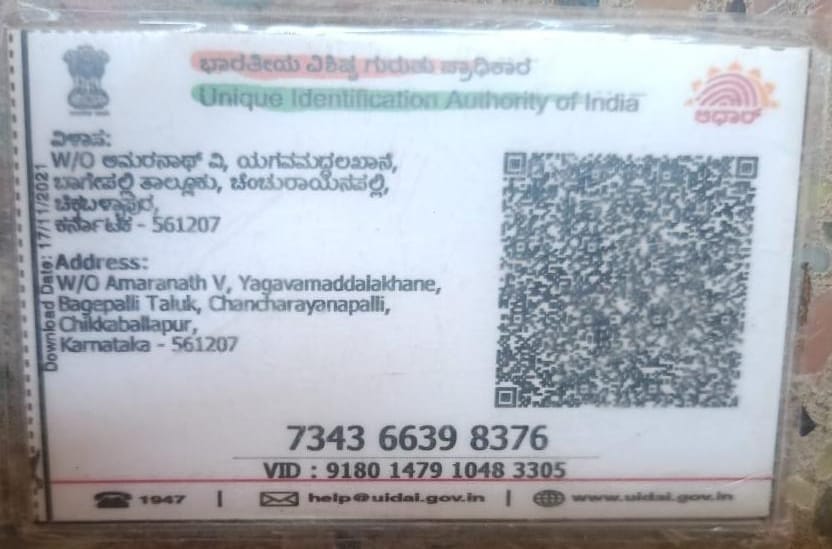 ಭಾರತೀಯ ವಿಶಿಷ್ಟ ಗುರುತು ಪ್ರಾಧಿಕಾರ
Unique Identification Authority of India
ಆಧಾರ್
ವಿಳಾಸ:
W/O ಅಮರನಾಥ್ ವಿ, ಯಗವಮದ್ದಲಖಾನೆ,
ಬಾಗೇಪಲ್ಲಿ ತಾಲ್ಲೂಕು, ಚೆಂಚುರಾಯನಪಲ್ಲಿ,
ಚಿಕ್ಕಬಳ್ಳಾಪುರ,
ಕರ್ನಾಟಕ - 561207
Address:
W/O Amaranath V, Yagavamaddalakhane,
Bagepalli Taluk, Chancharayanapalli,
Chikkaballapur,
Karnataka - 561207
Download Date: 17/11/2021
7343 6639 8376
VID : 9180 1479 1048 3305
1947 | help@uidai.gov.in | www.uidai.gov.in